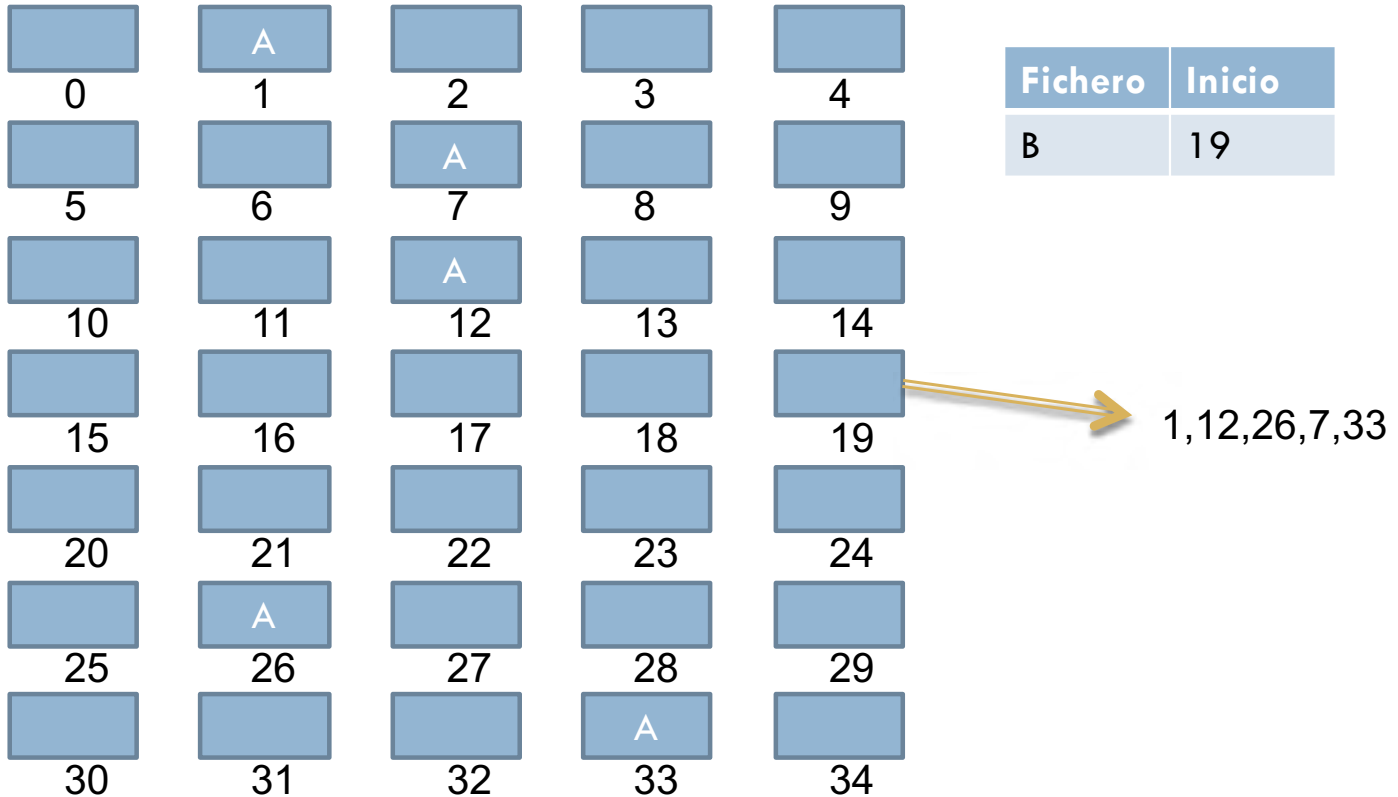 A
0 1 2 3 4
A
5 6 7 8 9
A
10 11 12 13 14
15 16 17 18 19
20 21 22 23 24
A
25 26 27 28 29
A
30 31 32 33 34
Fichero Inicio
B 19
1,12,26,7,33